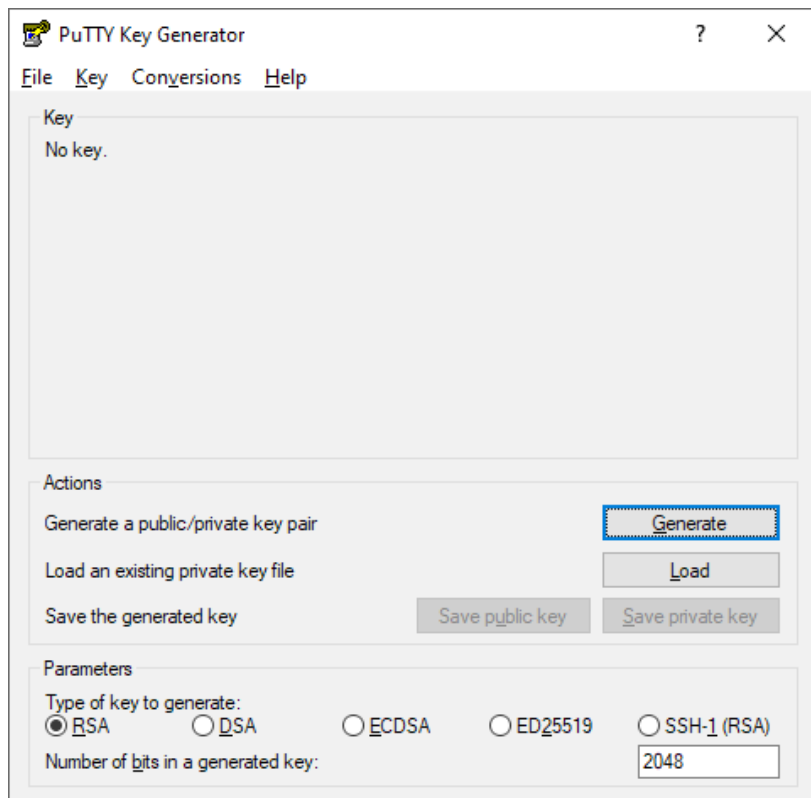 PuTTY Key Generator ?
File Key Conversions Help
Key
No key.
Actions
Generate a public/private key pair Generate
Load an existing private key file Load
Save the generated key Save public key Save private key
Parameters
Type of key to generate:
RSA DSA ECDSA ED25519 SSH-1 (RSA)
Number of bits in a generated key: 2048